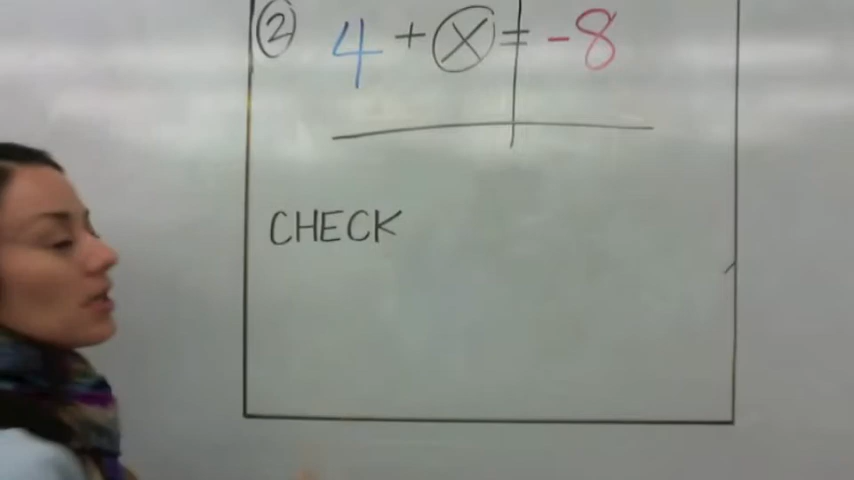 ② 4 + x = -8
CHECK